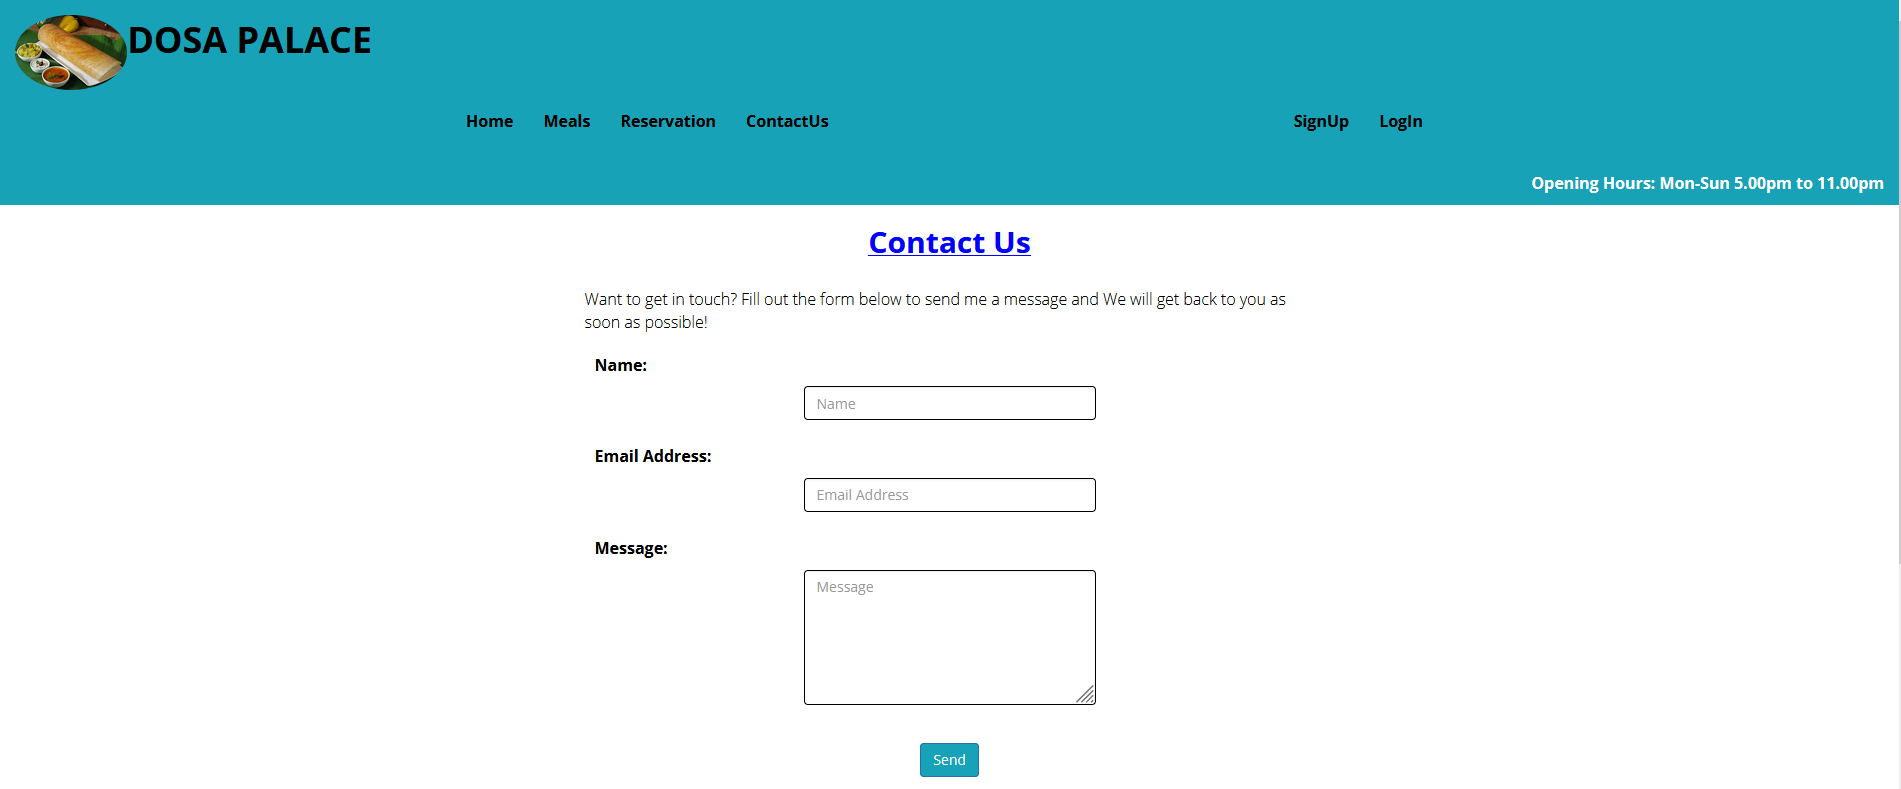 DOSA PALACE
Home Meals Reservation ContactUs SignUp LogIn
Opening Hours: Mon-Sun 5.00pm to 11.00pm
Contact Us
Want to get in touch? Fill out the form below to send me a message and We will get back to you as
soon as possible!
Name:
Name
Email Address:
Email Address
Message:
Message
Send